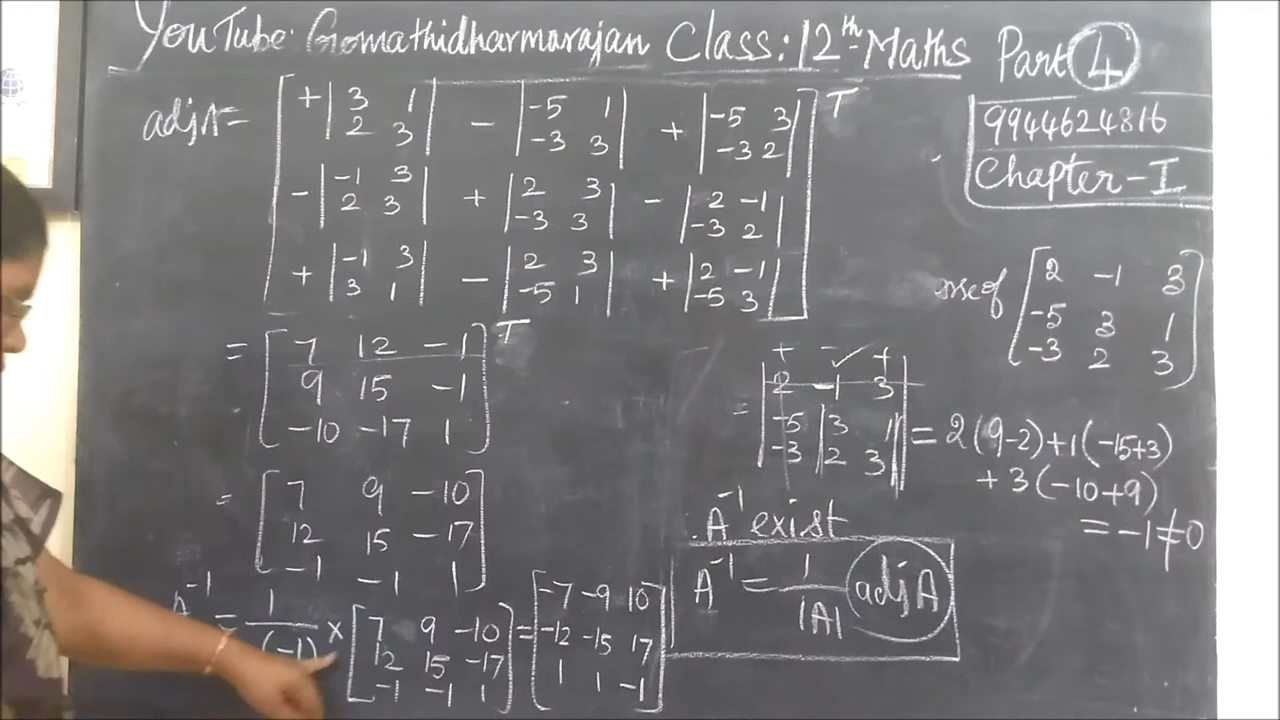 YouTube: Gomathidharmarajan Class: 12th Maths Part 4
9944624816
Chapter-I
adjA = [ +|3 1| -|-5 1| +|-5 3| ]T
|2 3| |-3 3| |-3 2|
-|-1 3| +|2 3| -|2 -1|
|2 3| |-3 3| |-3 2|
+|-1 3| -|2 3| +|2 -1|
|3 1| |-5 1| |-5 3|
= [ 7 12 -1 ]T
9 15 -1
-10 -17 1
= [ 7 9 -10 ]
12 15 -17
-1 -1 1
A-1 = 1/(-1) × [ 7 9 -10 ] = [ -7 -9 10 ]
12 15 -17 -12 -15 17
-1 -1 1 1 1 -1
of [ 2 -1 3 ]
-5 3 1
-3 2 3
+ - ✓ +
= | 2 -1 3 |
|-5 3 1| = 2(9-2)+1(-15+3)
|-3 2 3| +3(-10+9)
= -1 ≠ 0
∴ A-1 exist
A-1 = 1/|A| adjA